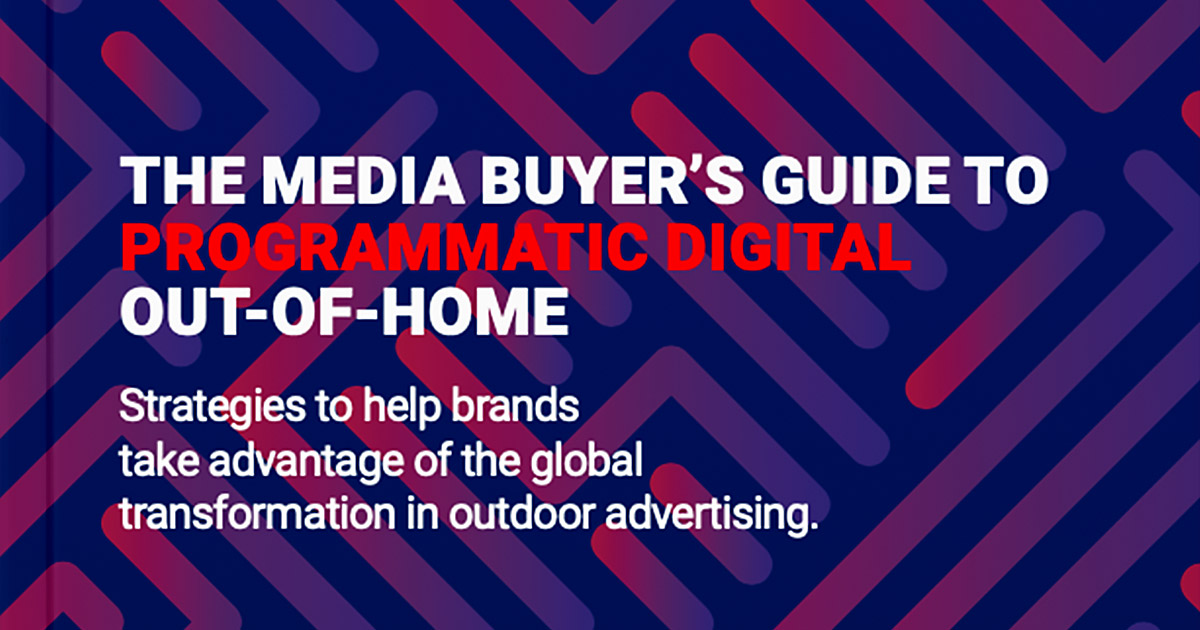 THE MEDIA BUYER’S GUIDE TO
PROGRAMMATIC DIGITAL
OUT-OF-HOME
Strategies to help brands
take advantage of the global
transformation in outdoor advertising.